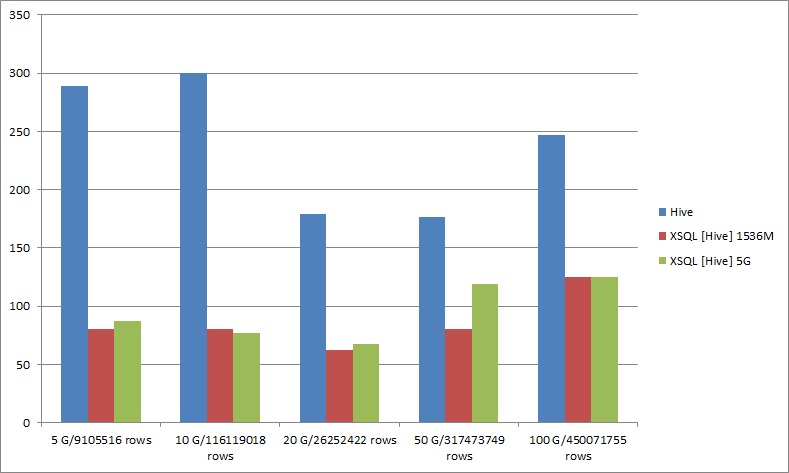 350
300
250
200
150
100
50
0
5 G/9105516 rows
10 G/116119018
rows
20 G/26252422 rows
50 G/317473749
rows
100 G/450071755
rows
Hive
XSQL [Hive] 1536M
XSQL [Hive] 5G